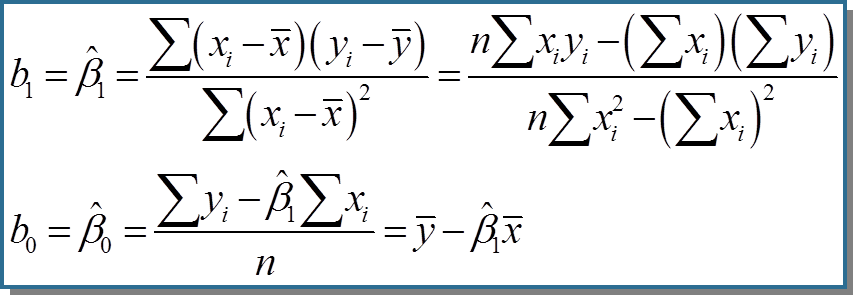 b₁ = β̂₁ = ∑(xᵢ − x̅)(yᵢ − y̅) / ∑(xᵢ − x̅)² = n∑xᵢyᵢ − (∑xᵢ)(∑yᵢ) / n∑xᵢ² − (∑xᵢ)²
b₀ = β̂₀ = ∑yᵢ − β̂₁∑xᵢ / n = y̅ − β̂₁x̅